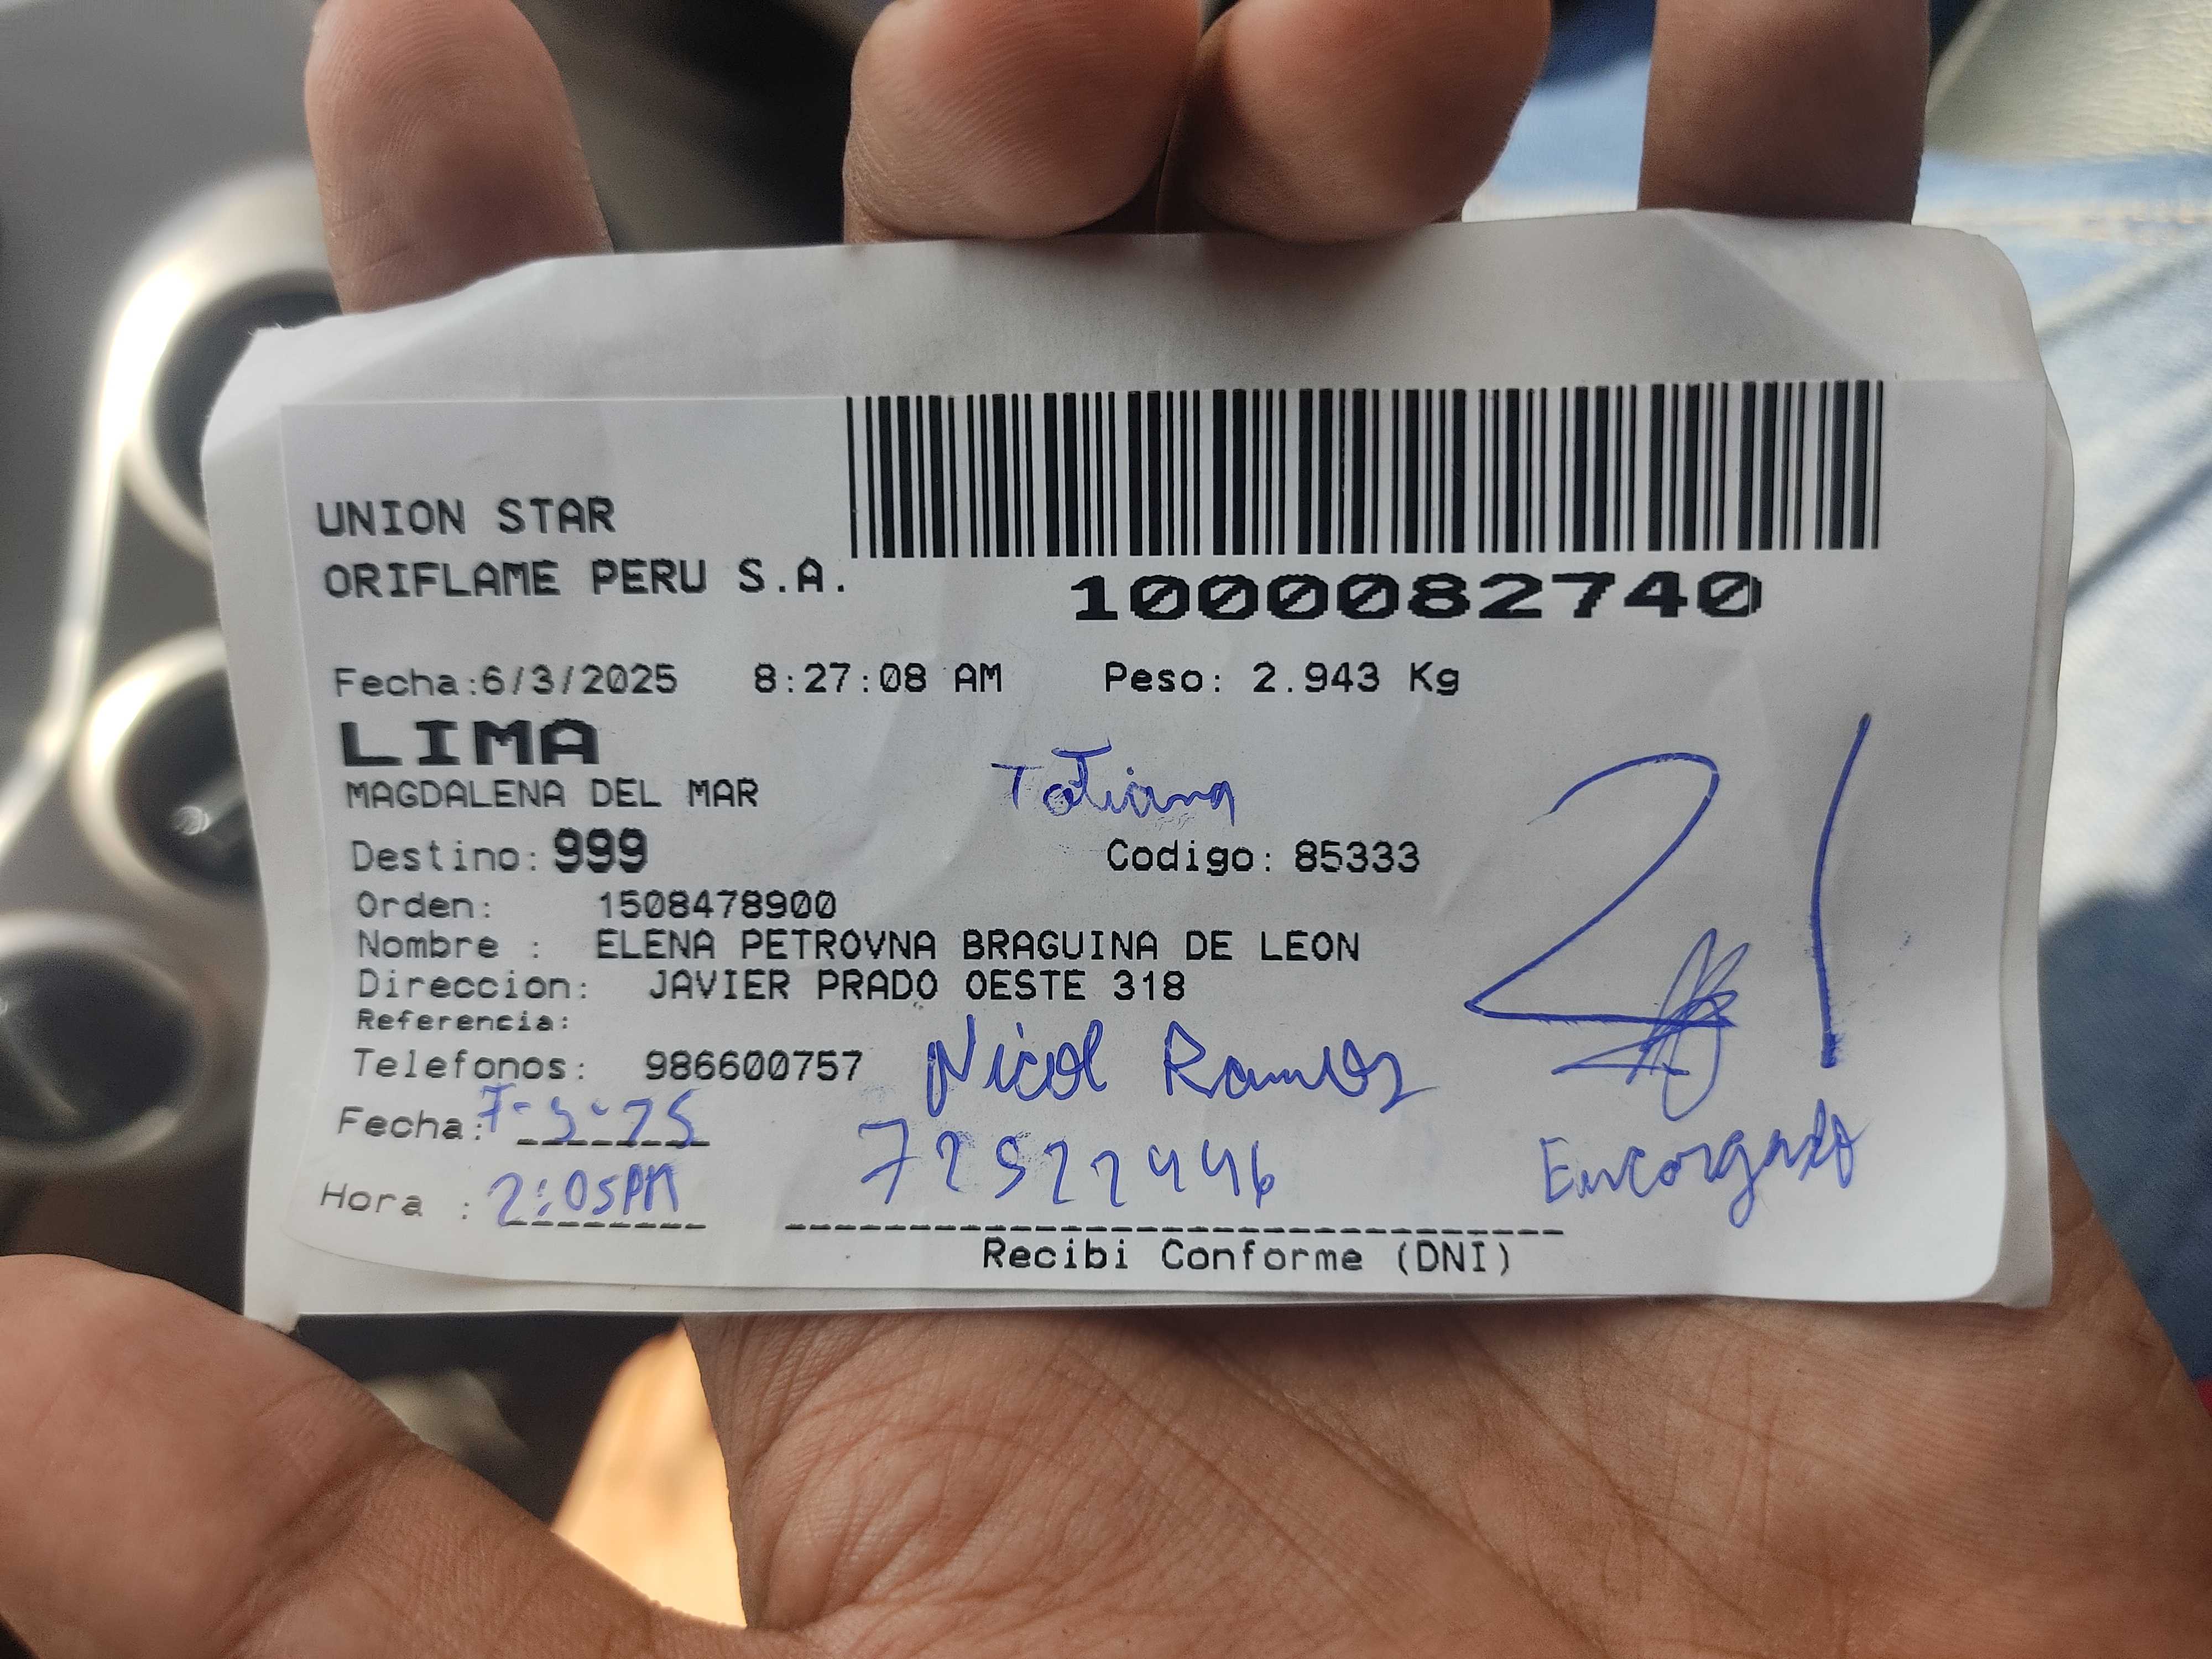 UNION STAR
ORIFLAME PERU S.A.
1000082740
Fecha:6/3/2025 8:27:08 AM Peso: 2.943 Kg
LIMA
MAGDALENA DEL MAR
Tatiana
21
Destino: 999 Codigo: 85333
Orden: 1508478900
Nombre : ELENA PETROVNA BRAGUINA DE LEON
Direccion: JAVIER PRADO OESTE 318
Referencia:
Telefonos: 986600757
Nicol Ramos
Fecha: 7-3-25
72522446
Encargado
Hora : 2:05PM
Recibi Conforme (DNI)